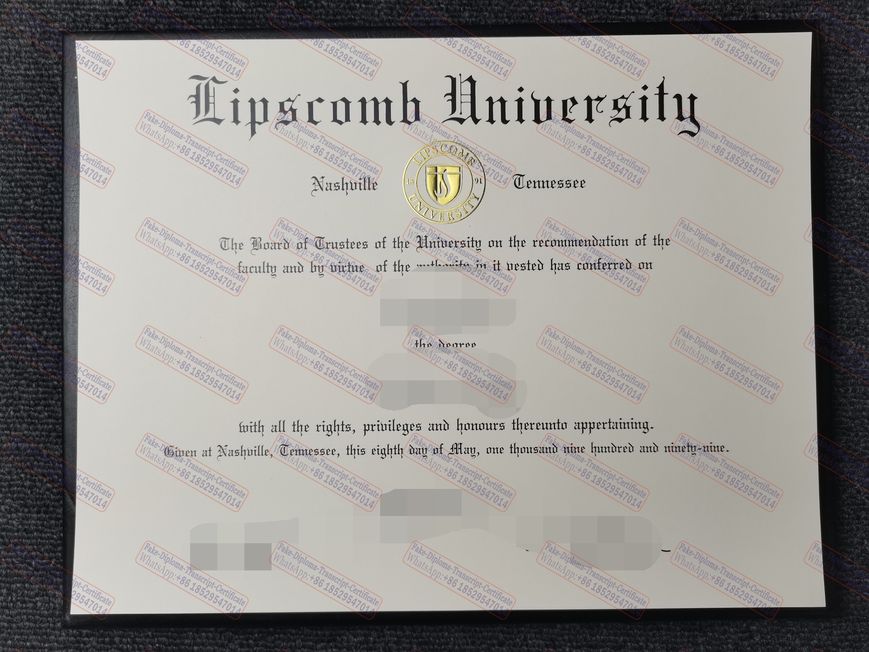 Lipscomb University
LIPSCOMB
Nashville
18
91
Tennessee
UNIVERSITY
The Board of Trustees of the University on the recommendation of the
faculty and by virtue of the in it vested has conferred on
the degree
with all the rights, privileges and honours thereunto appertaining.
Given at Nashville, Tennessee, this eighth day of May, one thousand nine hundred and ninety-nine.
Fake-Diploma-Transcript-Certificate
WhatsApp:+86 18529547014